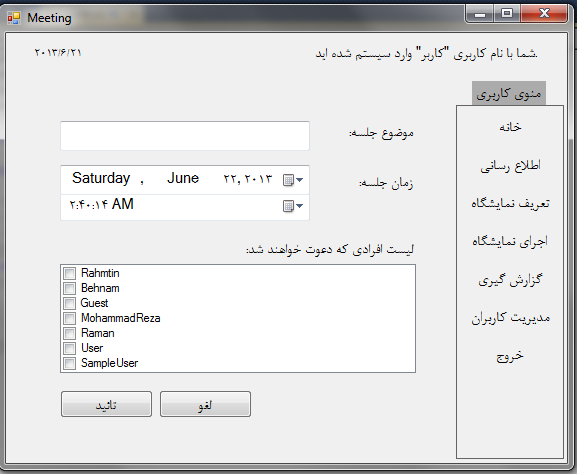 Meeting
شما با نام کاربری "کاربر" وارد سیستم شده اید.
۲۰۱۳/۶/۲۱
منوی کاربری
خانه
اطلاع رسانی
تعریف نمایشگاه
اجرای نمایشگاه
گزارش گیری
مدیریت کاربران
خروج
موضوع جلسه:
زمان جلسه:
Saturday , June ۲۲, ۲۰۱۳
۲:۴۰:۱۴ AM
لیست افرادی که دعوت خواهند شد:
Rahmtin
Behnam
Guest
MohammadReza
Raman
User
SampleUser
تائید
لغو